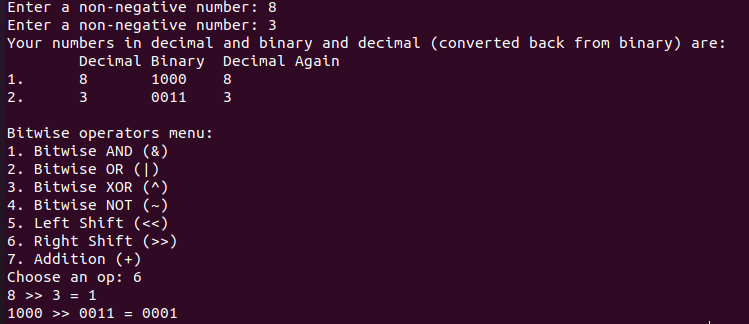 Enter a non-negative number: 8
Enter a non-negative number: 3
Your numbers in decimal and binary and decimal (converted back from binary) are:
        Decimal Binary  Decimal Again
1.      8       1000    8
2.      3       0011    3

Bitwise operators menu:
1. Bitwise AND (&)
2. Bitwise OR (|)
3. Bitwise XOR (^)
4. Bitwise NOT (~)
5. Left Shift (<<)
6. Right Shift (>>)
7. Addition (+)
Choose an op: 6
8 >> 3 = 1
1000 >> 0011 = 0001